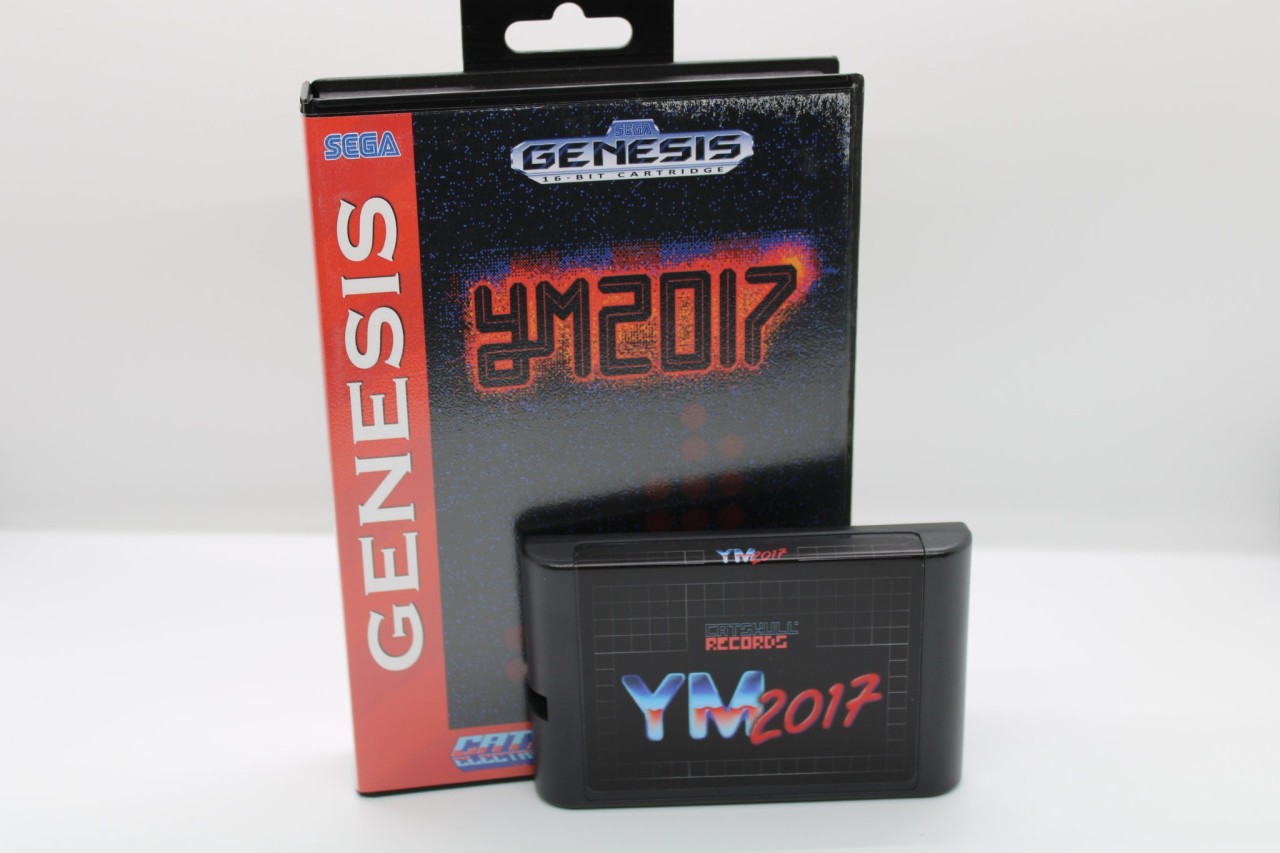 SEGA
GENESIS
SEGA
GENESIS
16-BIT CARTRIDGE
YM2017
YM2017
CATSKULL
RECORDS
YM2017